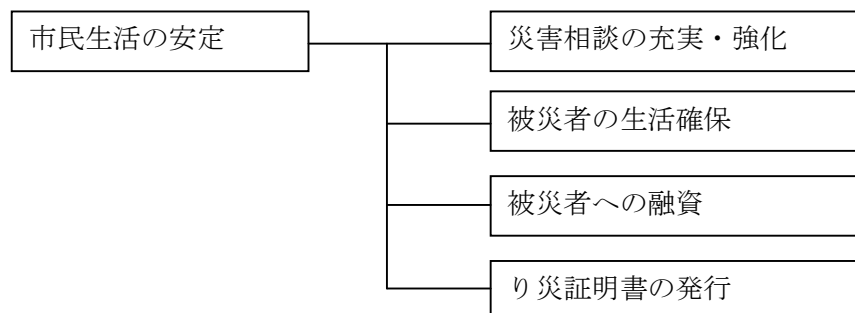 市民生活の安定
災害相談の充実・強化
被災者の生活確保
被災者への融資
り災証明書の発行